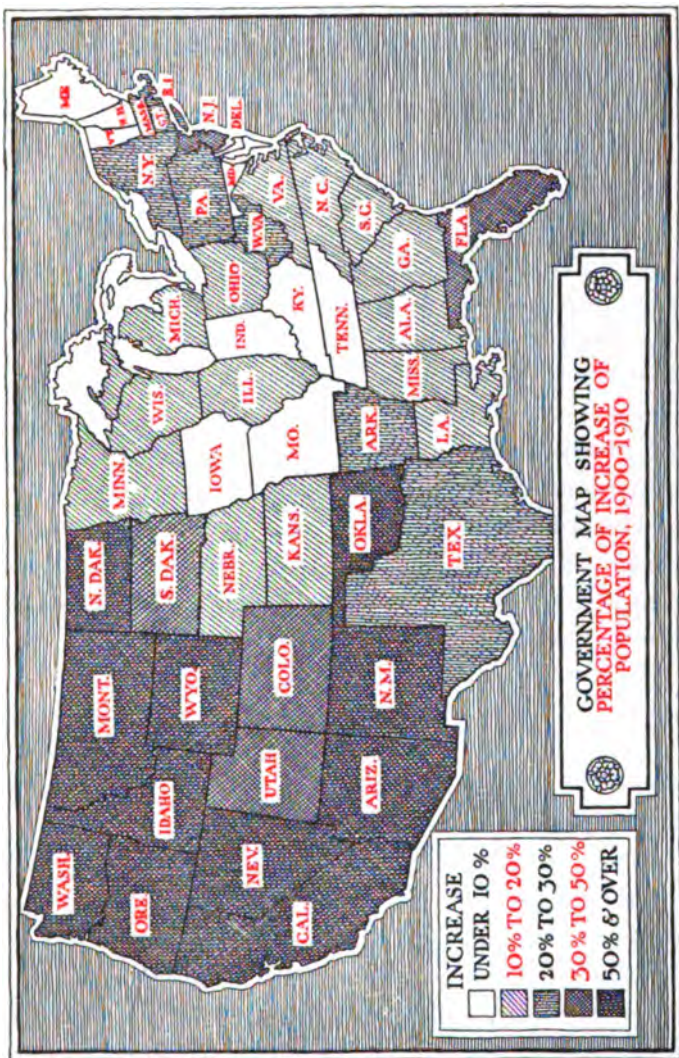 GOVERNMENT MAP SHOWING
PERCENTAGE OF INCREASE OF
POPULATION, 1900-1910
INCREASE
UNDER 10%
10% TO 20%
20% TO 30%
30% TO 50%
50% & OVER
WASH.
ORE
CAL.
NEV.
IDAHO
MONT.
WYO.
UTAH
ARIZ.
COLO.
N.M.
N. DAK.
S. DAK.
NEBR.
KANS.
OKLA.
TEX.
MINN.
IOWA
MO.
ARK.
LA.
WIS.
ILL.
MISS.
MICH.
IND.
KY.
TENN.
ALA.
OHIO
W.VA.
GA.
FLA.
S.C.
N.C.
VA.
MD.
DEL.
N.J.
PA.
N.Y.
CT.
R.I.
MASS.
N.H.
VT.
ME